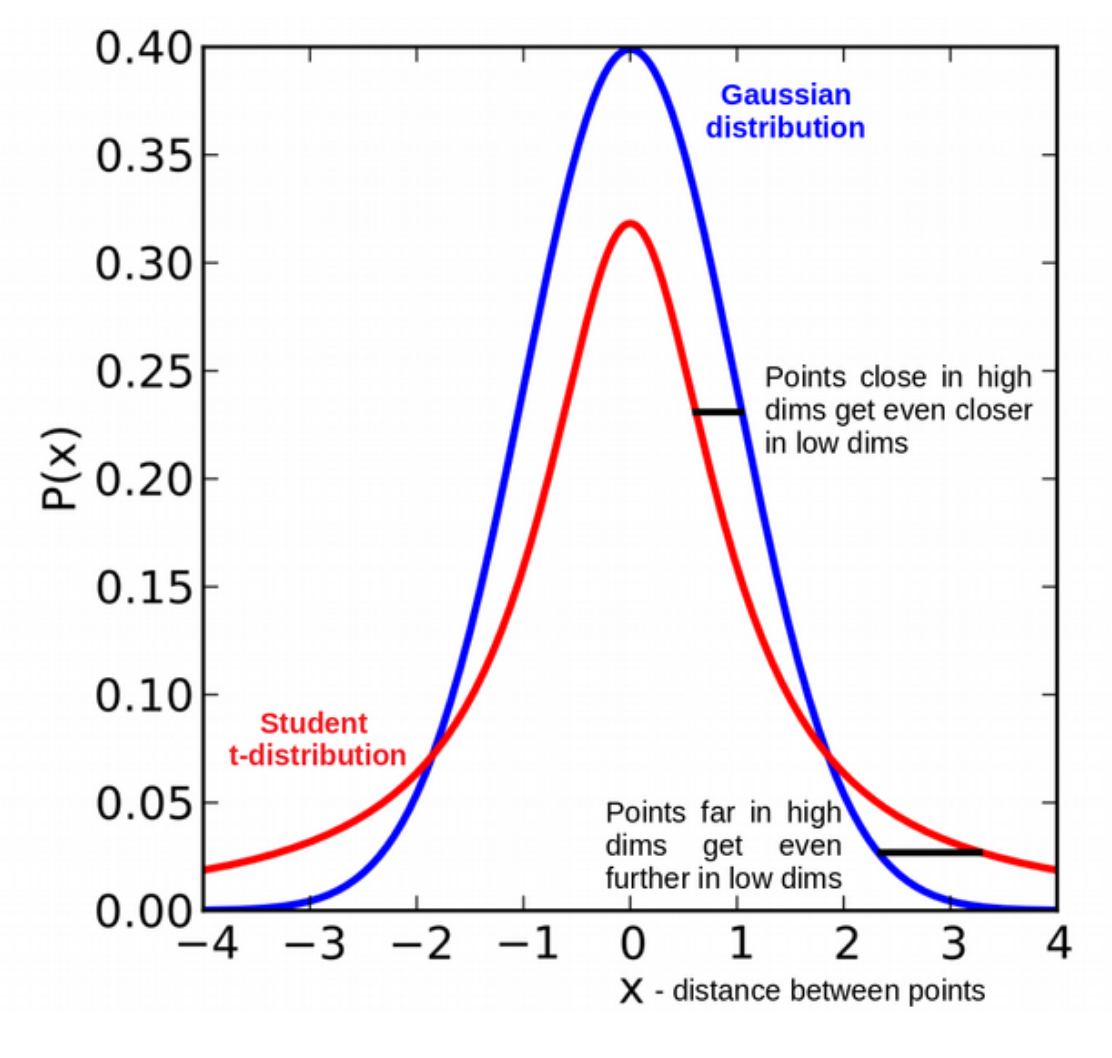 0.40
Gaussian
distribution
0.35
0.30
0.25
Points close in high
dims get even closer
in low dims
P(x)
0.20
0.15
0.10
Student
t-distribution
0.05
Points far in high
dims get even
further in low dims
0.00
−4 −3 −2 −1 0 1 2 3 4
x - distance between points